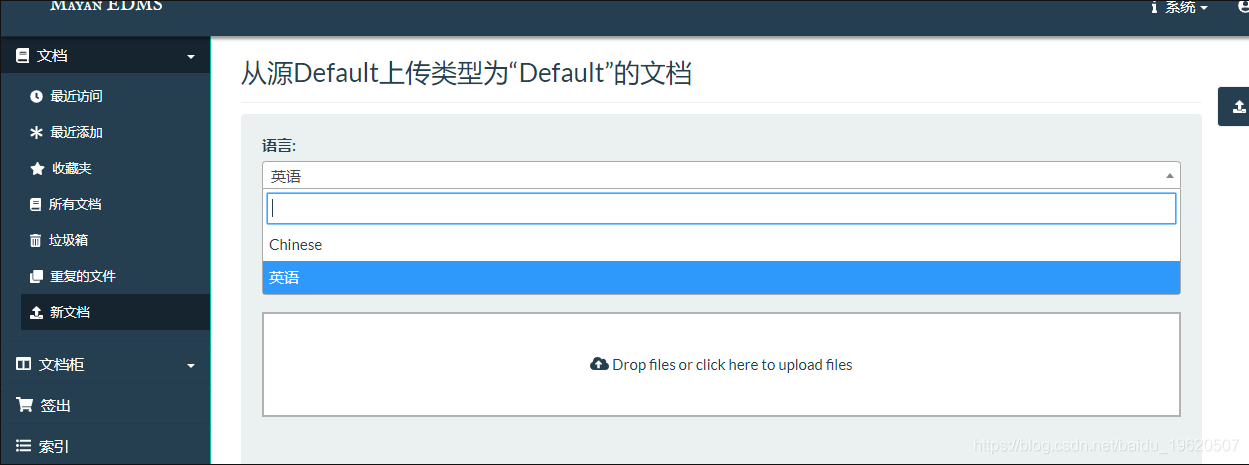 MAYAN EDMS
系统
文档
最近访问
最近添加
收藏夹
所有文档
垃圾箱
重复的文件
新文档
文档柜
签出
索引
从源Default上传类型为“Default”的文档
语言:
英语
Chinese
英语
Drop files or click here to upload files
https://blog.csdn.net/baidu_19620507